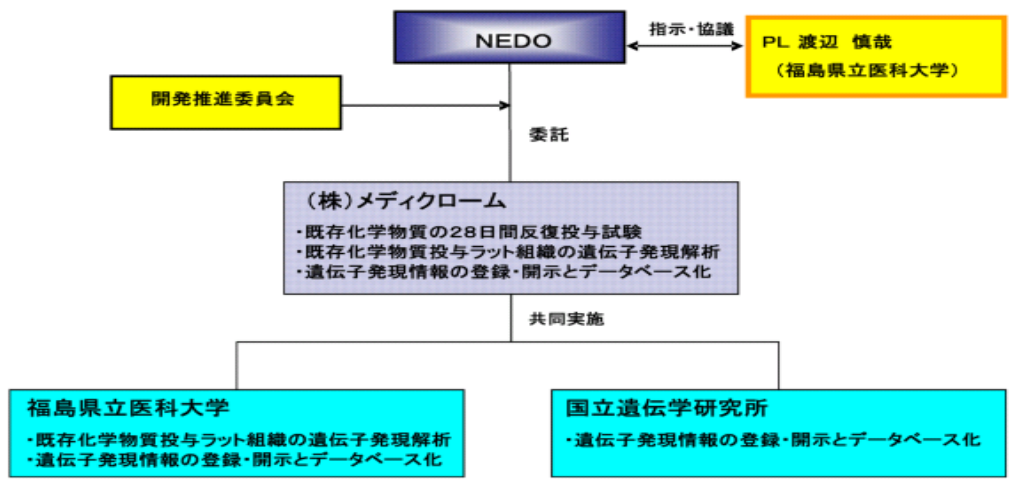 NEDO
指示・協議
PL 渡辺 慎哉
（福島県立医科大学）
開発推進委員会
委託
（株）メディクローム
・既存化学物質の28日間反復投与試験
・既存化学物質投与ラット組織の遺伝子発現解析
・遺伝子発現情報の登録・開示とデータベース化
共同実施
福島県立医科大学
・既存化学物質投与ラット組織の遺伝子発現解析
・遺伝子発現情報の登録・開示とデータベース化
国立遺伝学研究所
・遺伝子発現情報の登録・開示とデータベース化